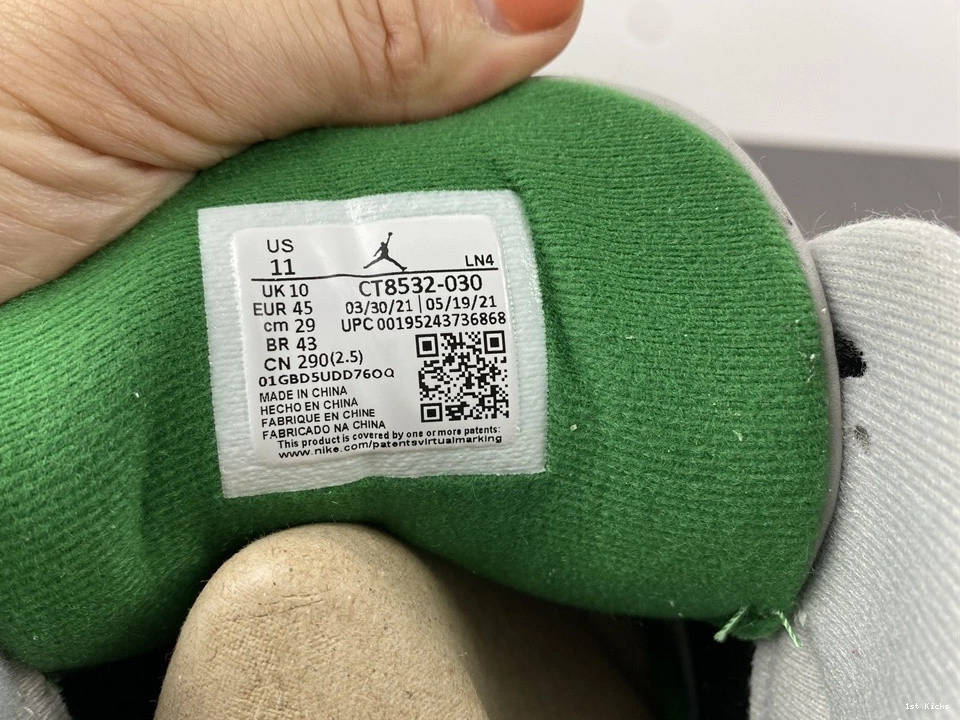 US
11
LN4
UK 10
CT8532-030
EUR 45
03/30/21 | 05/19/21
cm 29
UPC 00195243736868
BR 43
CN 290(2.5)
01GBD5UDD76OQ
MADE IN CHINA
HECHO EN CHINA
FABRIQUE EN CHINE
FABRICADO NA CHINA
This product is covered by one or more patents:
www.nike.com/patentsvirtualmarking
1st Kicks